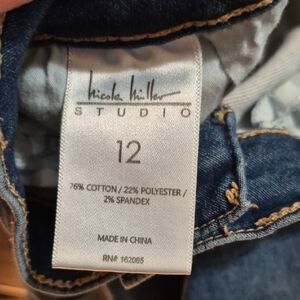 Nicole Miller
STUDIO
12
76% COTTON / 22% POLYESTER /
2% SPANDEX
MADE IN CHINA
RN# 162085